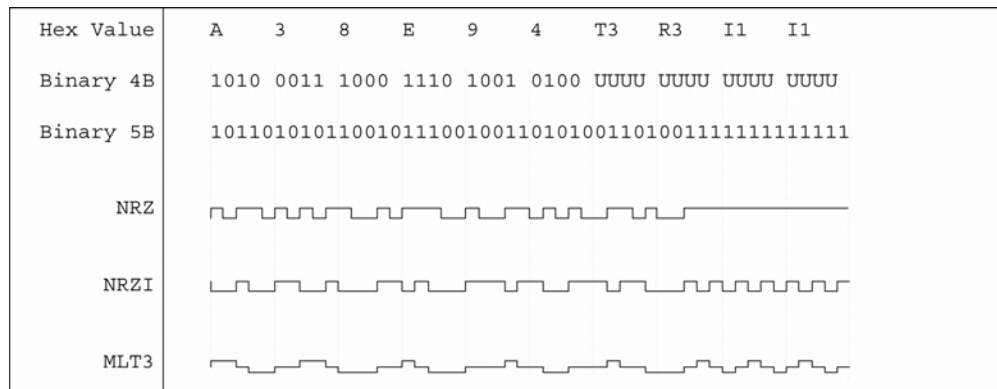 Hex Value A 3 8 E 9 4 T3 R3 I1 I1
Binary 4B 1010 0011 1000 1110 1001 0100 UUUU UUUU UUUU UUUU
Binary 5B 10110101011001011100100110101001101001111111111111
NRZ
NRZI
MLT3